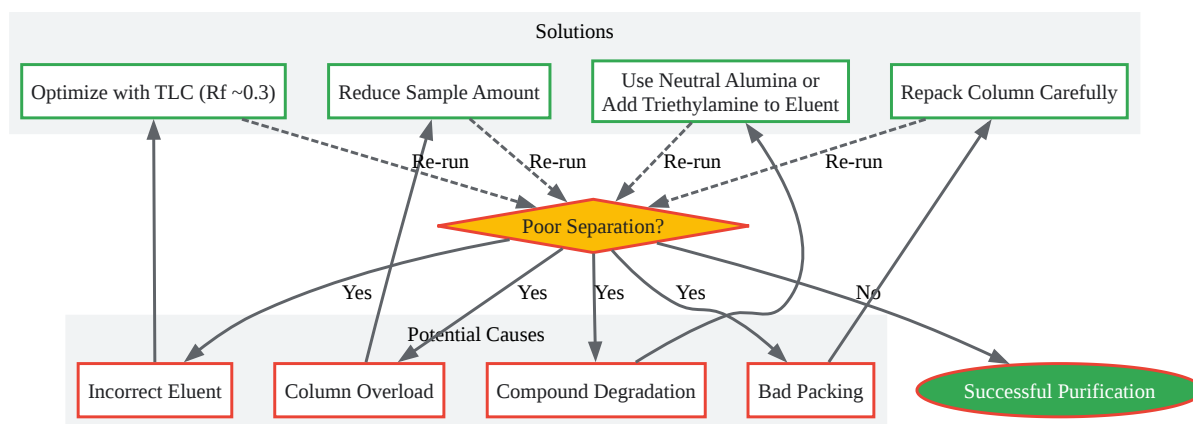 Solutions
Optimize with TLC (Rf ~0.3)
Reduce Sample Amount
Use Neutral Alumina or
Add Triethylamine to Eluent
Repack Column Carefully
Re-run
Re-run
Re-run
Re-run
Poor Separation?
Yes
Yes
Yes
Yes
No
Potential Causes
Incorrect Eluent
Column Overload
Compound Degradation
Bad Packing
Successful Purification